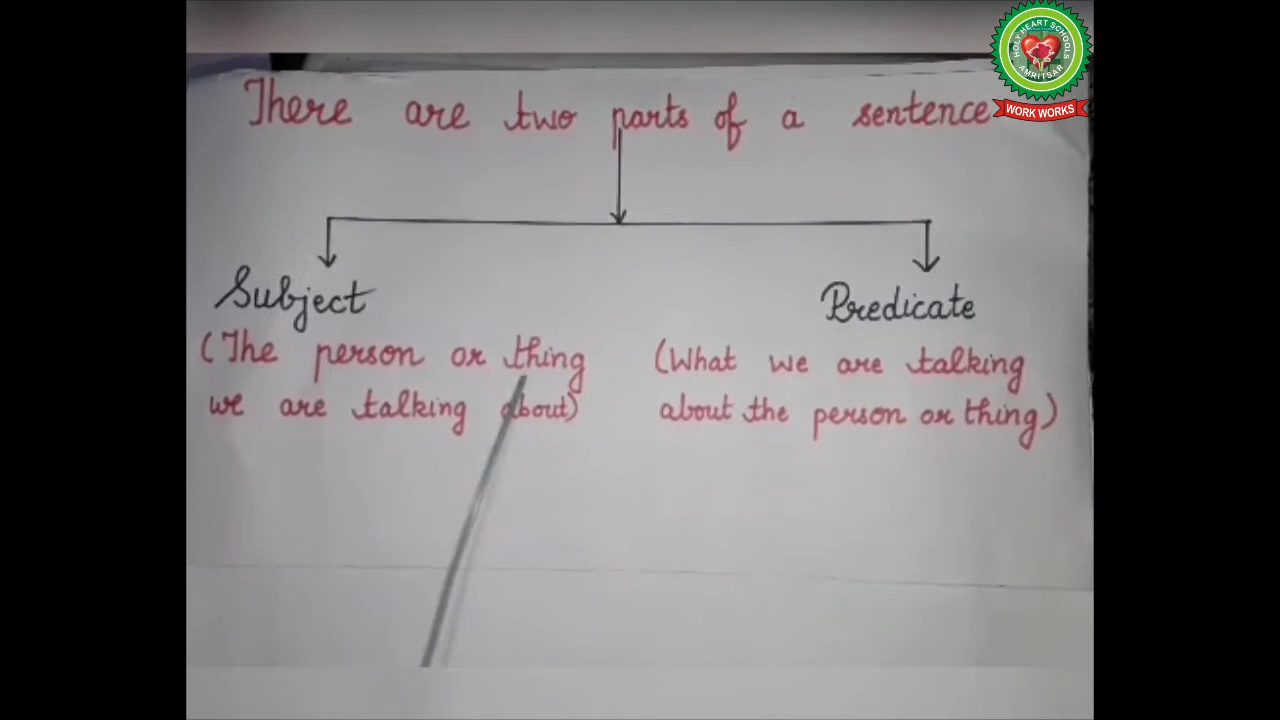 There are two parts of a sentence
HOLY HEART SCHOOLS
AMRITSAR
WORK WORKS
Subject
Predicate
(The person or thing
we are talking about)
(What we are talking
about the person or thing)